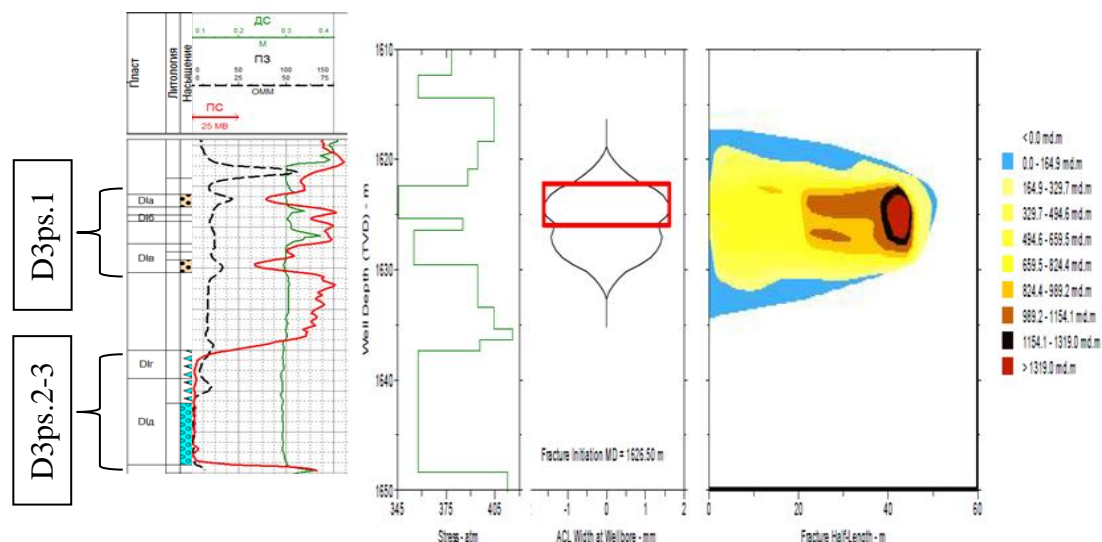 D3ps.1
D3ps.2-3
Пласт
Литология
Насыщение
ДС
0.1 0.2 0.3 0.4
М
ПЗ
0 50 100 150
0 25 50 75
ОММ
ПС
25 МВ
DIа
DIб
DIв
DIг
DIд
Well Depth (TVD) - m
1610
1620
1630
1640
1650
345 375 405
Stress - atm
Fracture Initiation MD = 1626.50 m
-1 0 1 2
ACL Width at Wellbore - mm
0 20 40 60
Fracture Half-Length - m
< 0.0 md.m
0.0 - 164.9 md.m
164.9 - 329.7 md.m
329.7 - 494.6 md.m
494.6 - 659.5 md.m
659.5 - 824.4 md.m
824.4 - 989.2 md.m
989.2 - 1154.1 md.m
1154.1 - 1319.0 md.m
> 1319.0 md.m